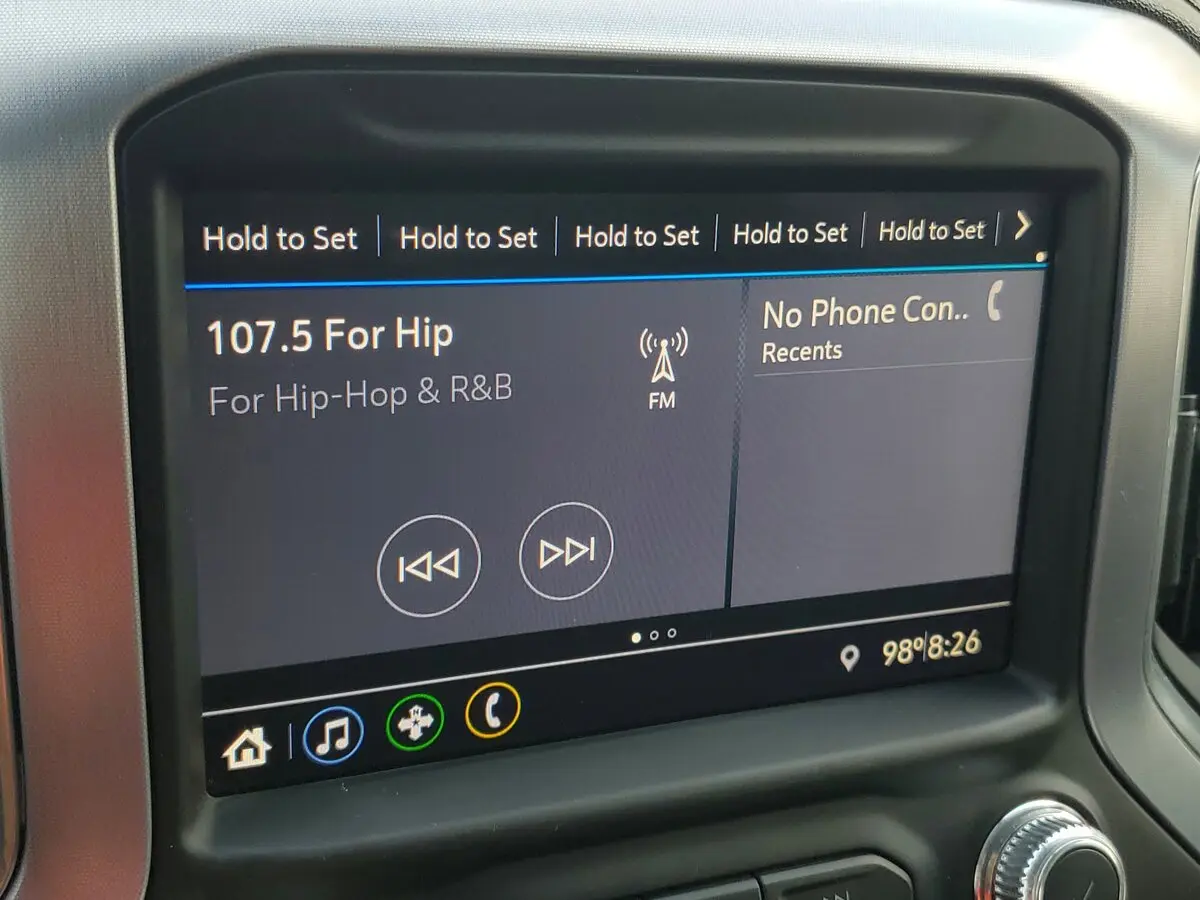 Hold to Set Hold to Set Hold to Set Hold to Set Hold to Set
107.5 For Hip
For Hip-Hop & R&B
FM
No Phone Con..
Recents
98° 8:26
N